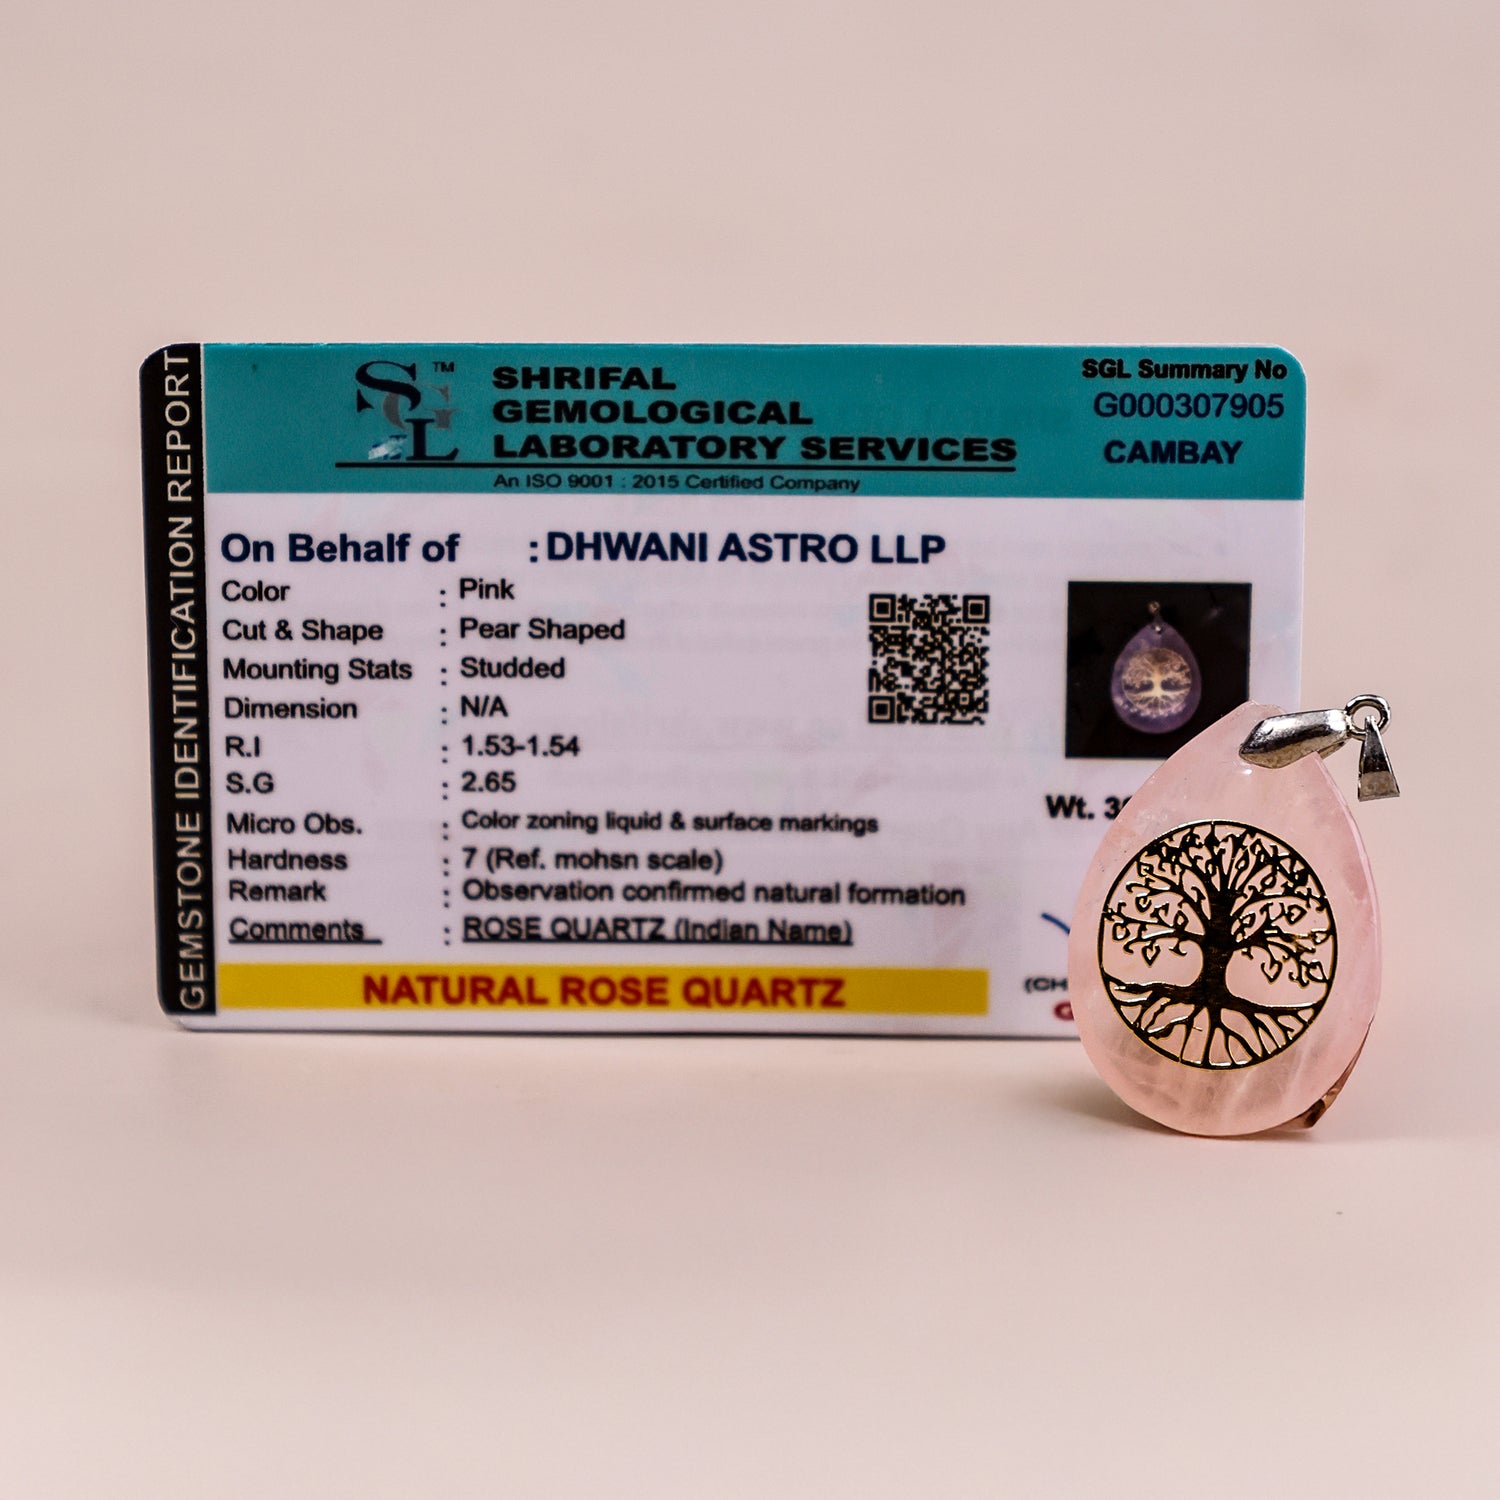 GEMSTONE IDENTIFICATION REPORT
SGL™
SHRIFAL
GEMOLOGICAL
LABORATORY SERVICES
An ISO 9001 : 2015 Certified Company
SGL Summary No
G000307905
CAMBAY
On Behalf of : DHWANI ASTRO LLP
Color : Pink
Cut & Shape : Pear Shaped
Mounting Stats : Studded
Dimension : N/A
R.I : 1.53-1.54
S.G : 2.65
Micro Obs. : Color zoning liquid & surface markings
Hardness : 7 (Ref. mohsn scale)
Remark : Observation confirmed natural formation
Comments : ROSE QUARTZ (Indian Name)
NATURAL ROSE QUARTZ
Wt.